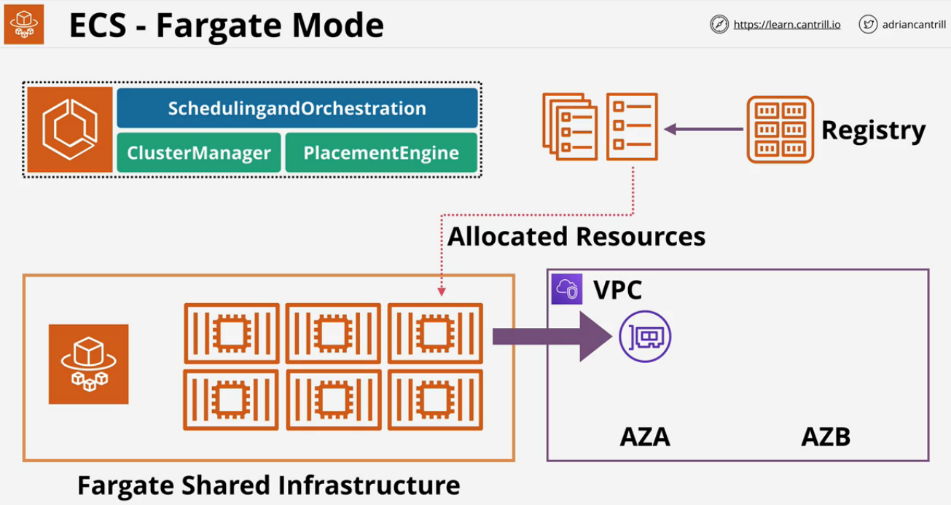 ECS - Fargate Mode
https://learn.cantrill.io
adriancantrill
SchedulingandOrchestration
ClusterManager
PlacementEngine
Registry
Allocated Resources
VPC
AZA
AZB
Fargate Shared Infrastructure